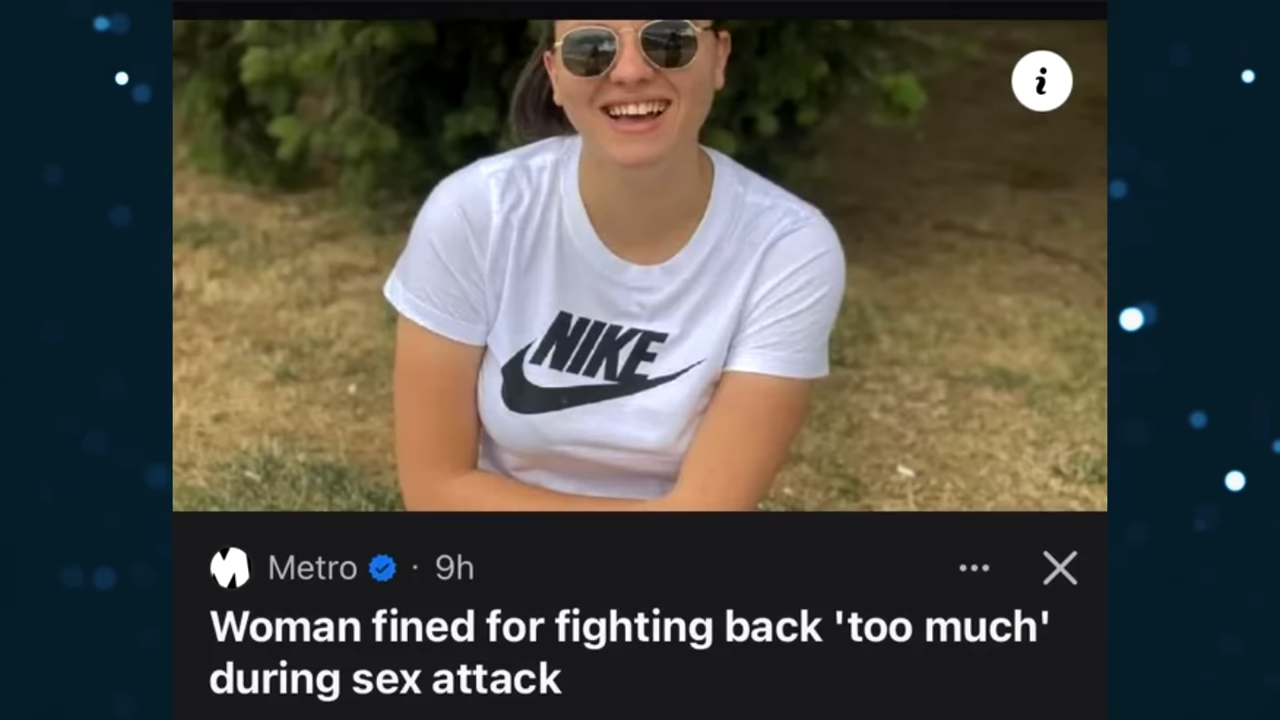 i
NIKE
Metro · 9h
Woman fined for fighting back 'too much'
during sex attack